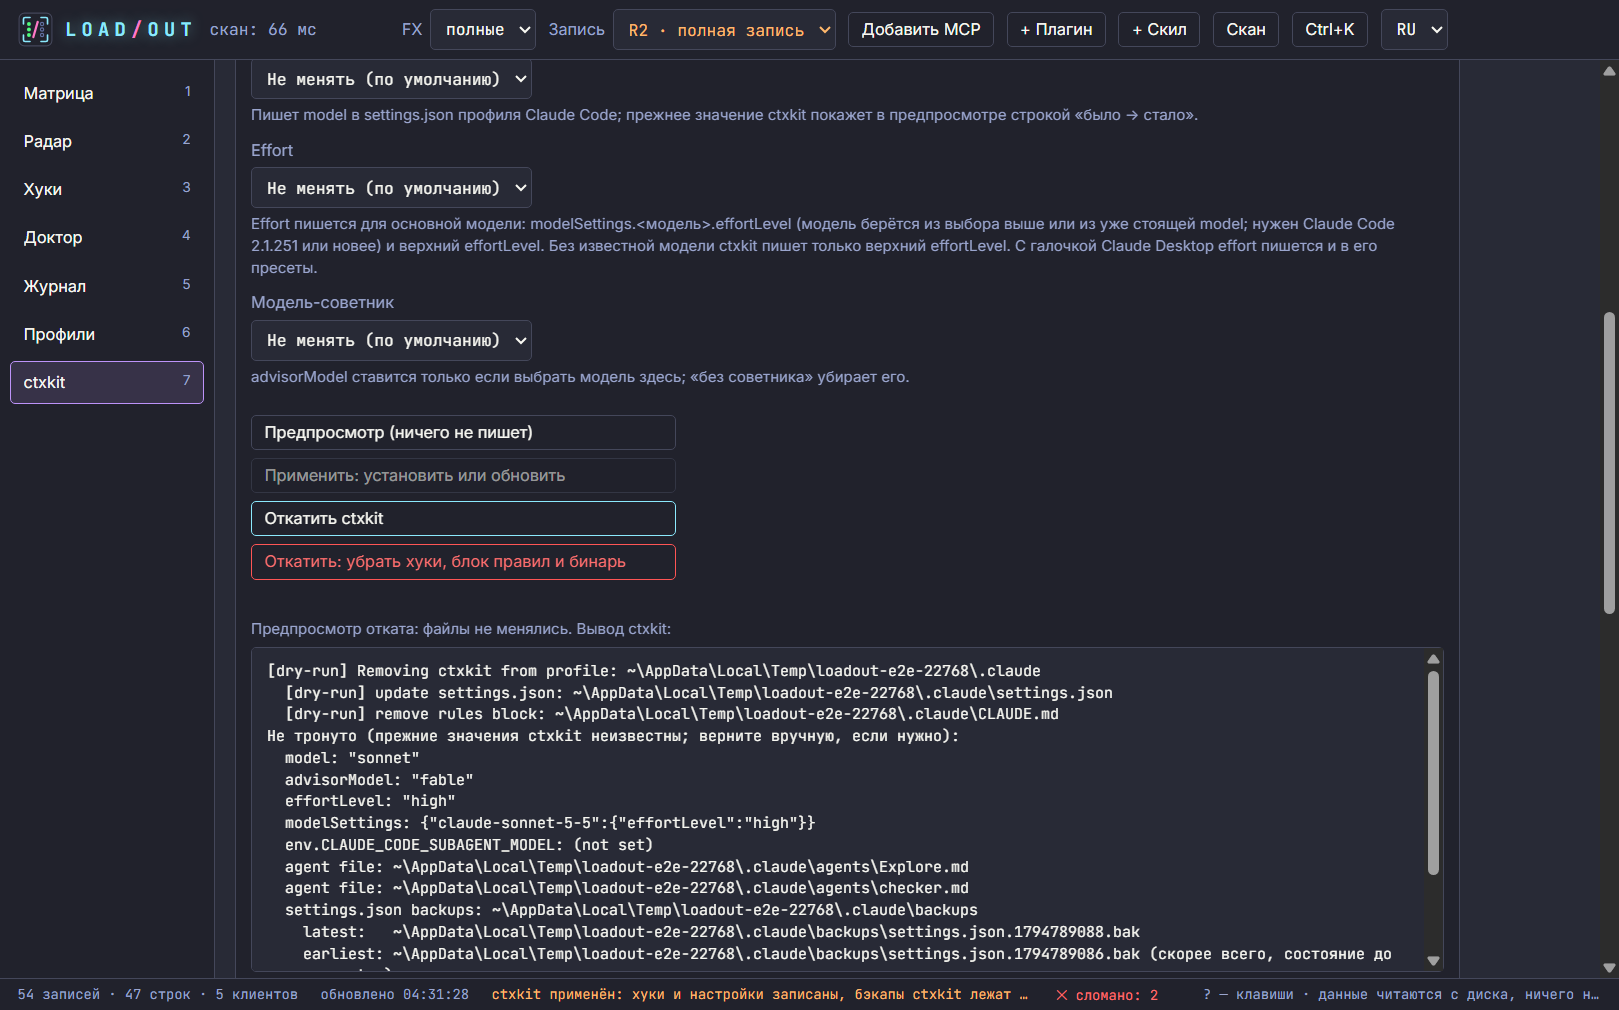 LOAD/OUT скан: 66 мс FX полные Запись R2 · полная запись Добавить MCP + Плагин + Скил Скан Ctrl+K RU
Матрица 1
Радар 2
Хуки 3
Доктор 4
Журнал 5
Профили 6
ctxkit 7
Не менять (по умолчанию)
Пишет model в settings.json профиля Claude Code; прежнее значение ctxkit покажет в предпросмотре строкой «было → стало».
Effort
Не менять (по умолчанию)
Effort пишется для основной модели: modelSettings.<модель>.effortLevel (модель берётся из выбора выше или из уже стоящей model; нужен Claude Code
2.1.251 или новее) и верхний effortLevel. Без известной модели ctxkit пишет только верхний effortLevel. С галочкой Claude Desktop effort пишется и в его
пресеты.
Модель-советник
Не менять (по умолчанию)
advisorModel ставится только если выбрать модель здесь; «без советника» убирает его.
Предпросмотр (ничего не пишет)
Применить: установить или обновить
Откатить ctxkit
Откатить: убрать хуки, блок правил и бинарь
Предпросмотр отката: файлы не менялись. Вывод ctxkit:
[dry-run] Removing ctxkit from profile: ~\AppData\Local\Temp\loadout-e2e-22768\.claude
[dry-run] update settings.json: ~\AppData\Local\Temp\loadout-e2e-22768\.claude\settings.json
[dry-run] remove rules block: ~\AppData\Local\Temp\loadout-e2e-22768\.claude\CLAUDE.md
Не тронуто (прежние значения ctxkit неизвестны; верните вручную, если нужно):
model: "sonnet"
advisorModel: "fable"
effortLevel: "high"
modelSettings: {"claude-sonnet-5-5":{"effortLevel":"high"}}
env.CLAUDE_CODE_SUBAGENT_MODEL: (not set)
agent file: ~\AppData\Local\Temp\loadout-e2e-22768\.claude\agents\Explore.md
agent file: ~\AppData\Local\Temp\loadout-e2e-22768\.claude\agents\checker.md
settings.json backups: ~\AppData\Local\Temp\loadout-e2e-22768\.claude\backups
latest: ~\AppData\Local\Temp\loadout-e2e-22768\.claude\backups\settings.json.1794789088.bak
earliest: ~\AppData\Local\Temp\loadout-e2e-22768\.claude\backups\settings.json.1794789086.bak (скорее всего, состояние до
54 записей · 47 строк · 5 клиентов обновлено 04:31:28 ctxkit применён: хуки и настройки записаны, бэкапы ctxkit лежат … ✕ сломано: 2 ? — клавиши · данные читаются с диска, ничего н…